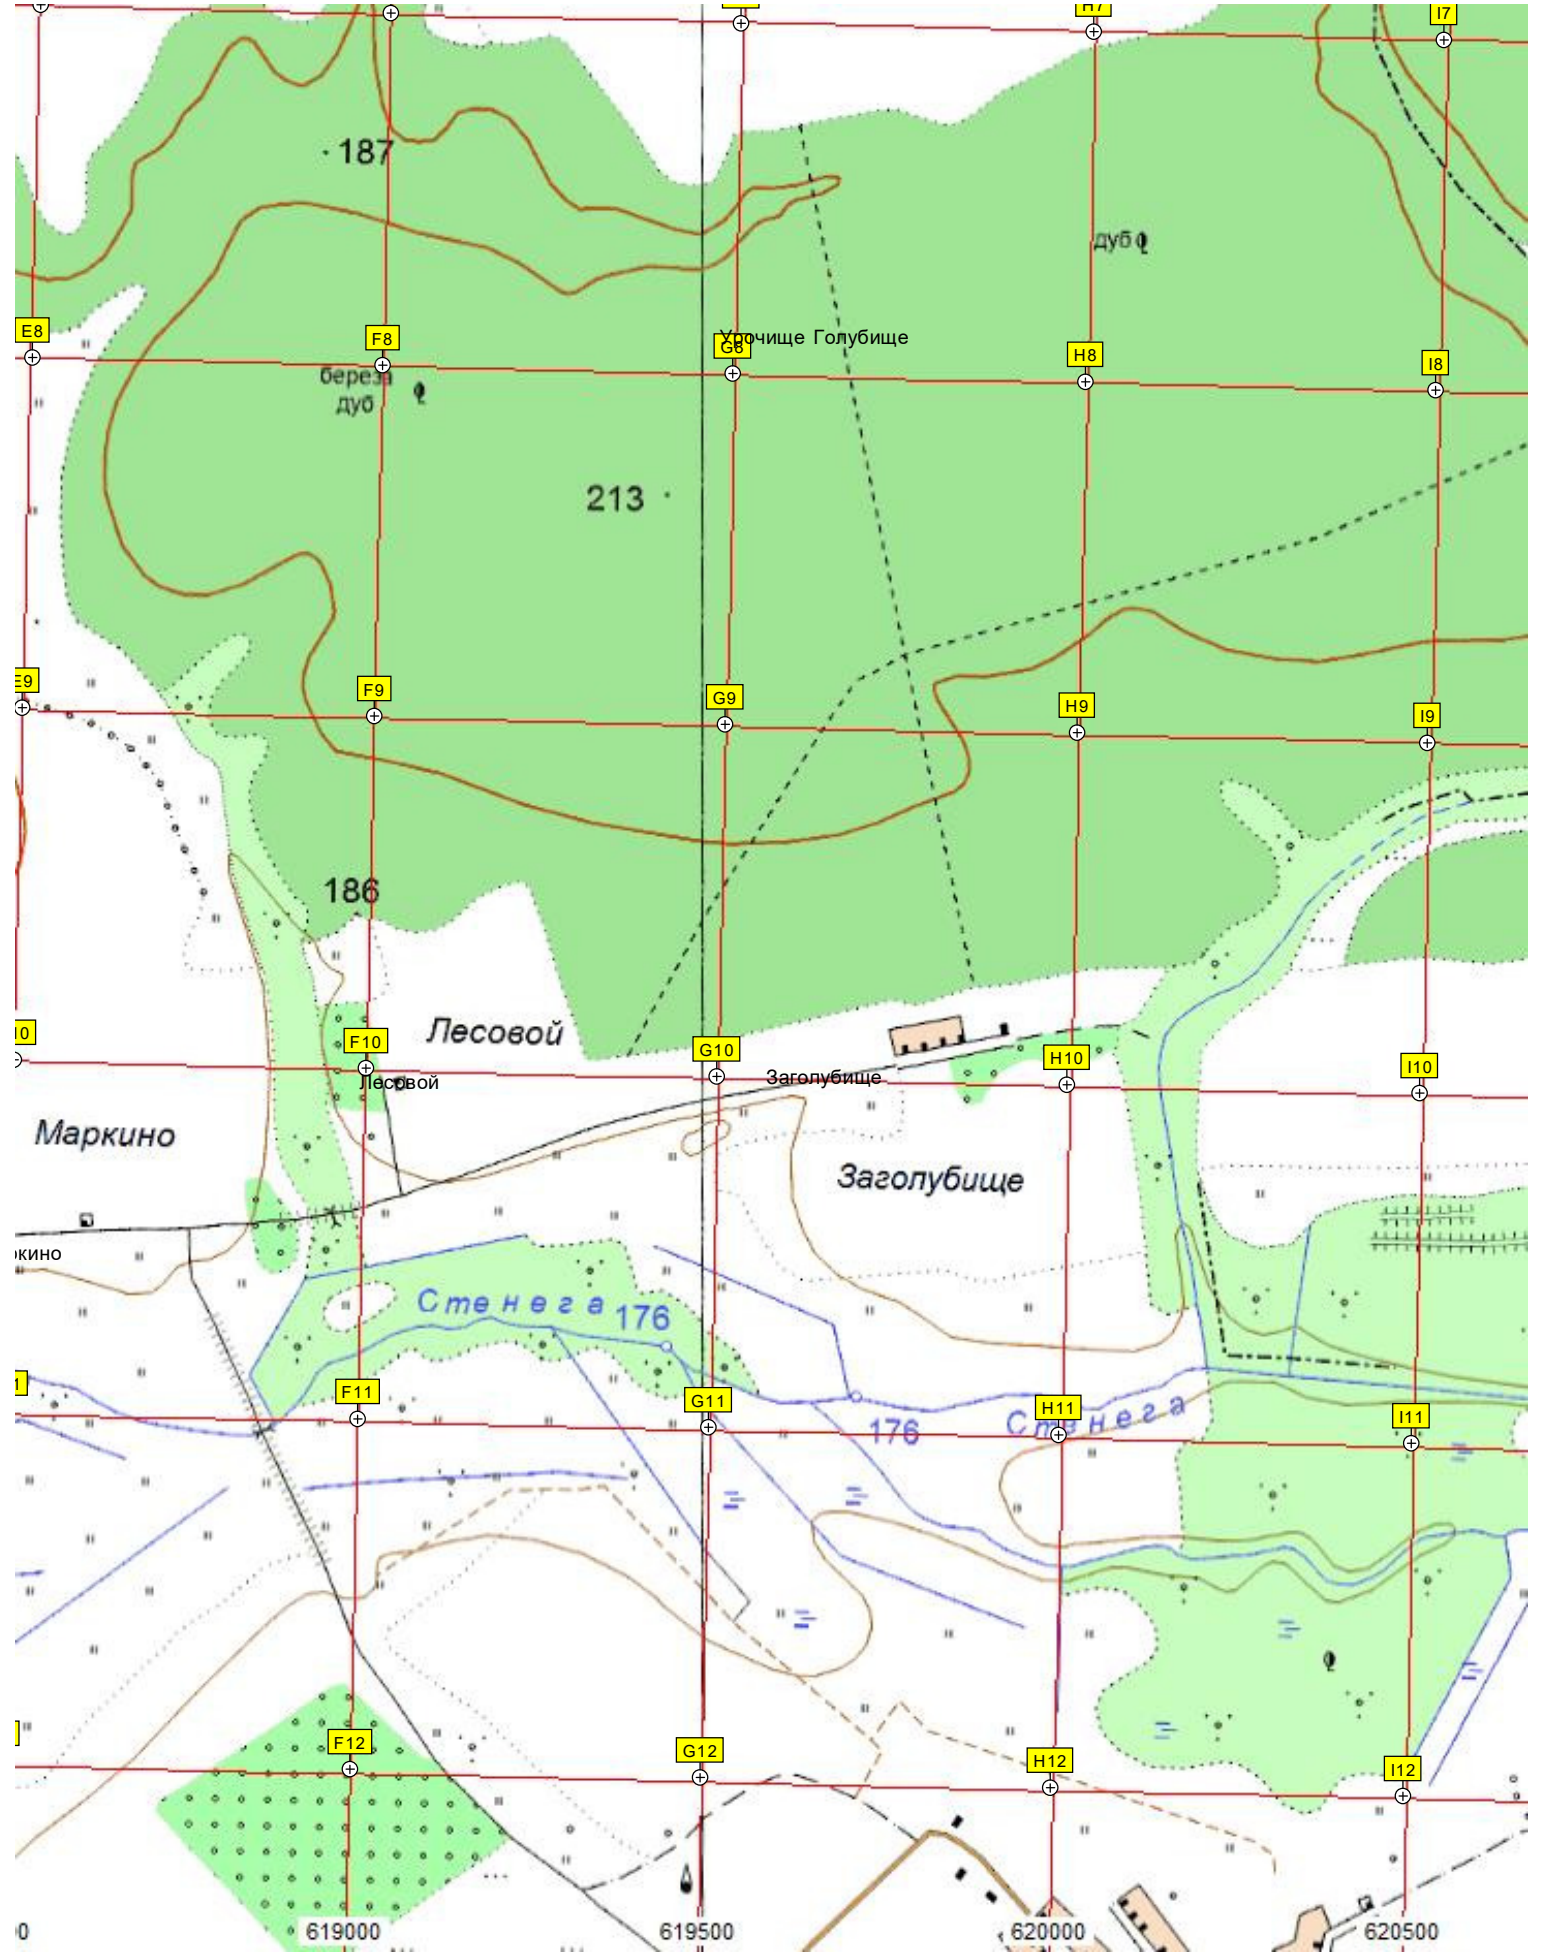 H7
I7
187
дуб
E8
F8
Урочище Голубище
G8
H8
I8
береза
дуб
213
E9
F9
G9
H9
I9
186
Лесовой
10
F10
G10
H10
I10
Лесовой
Заголубище
Маркино
Заголубище
ркино
Стенега
176
F11
G11
H11
I11
Стенега
176
F12
G12
H12
I12
619000
619500
620000
620500